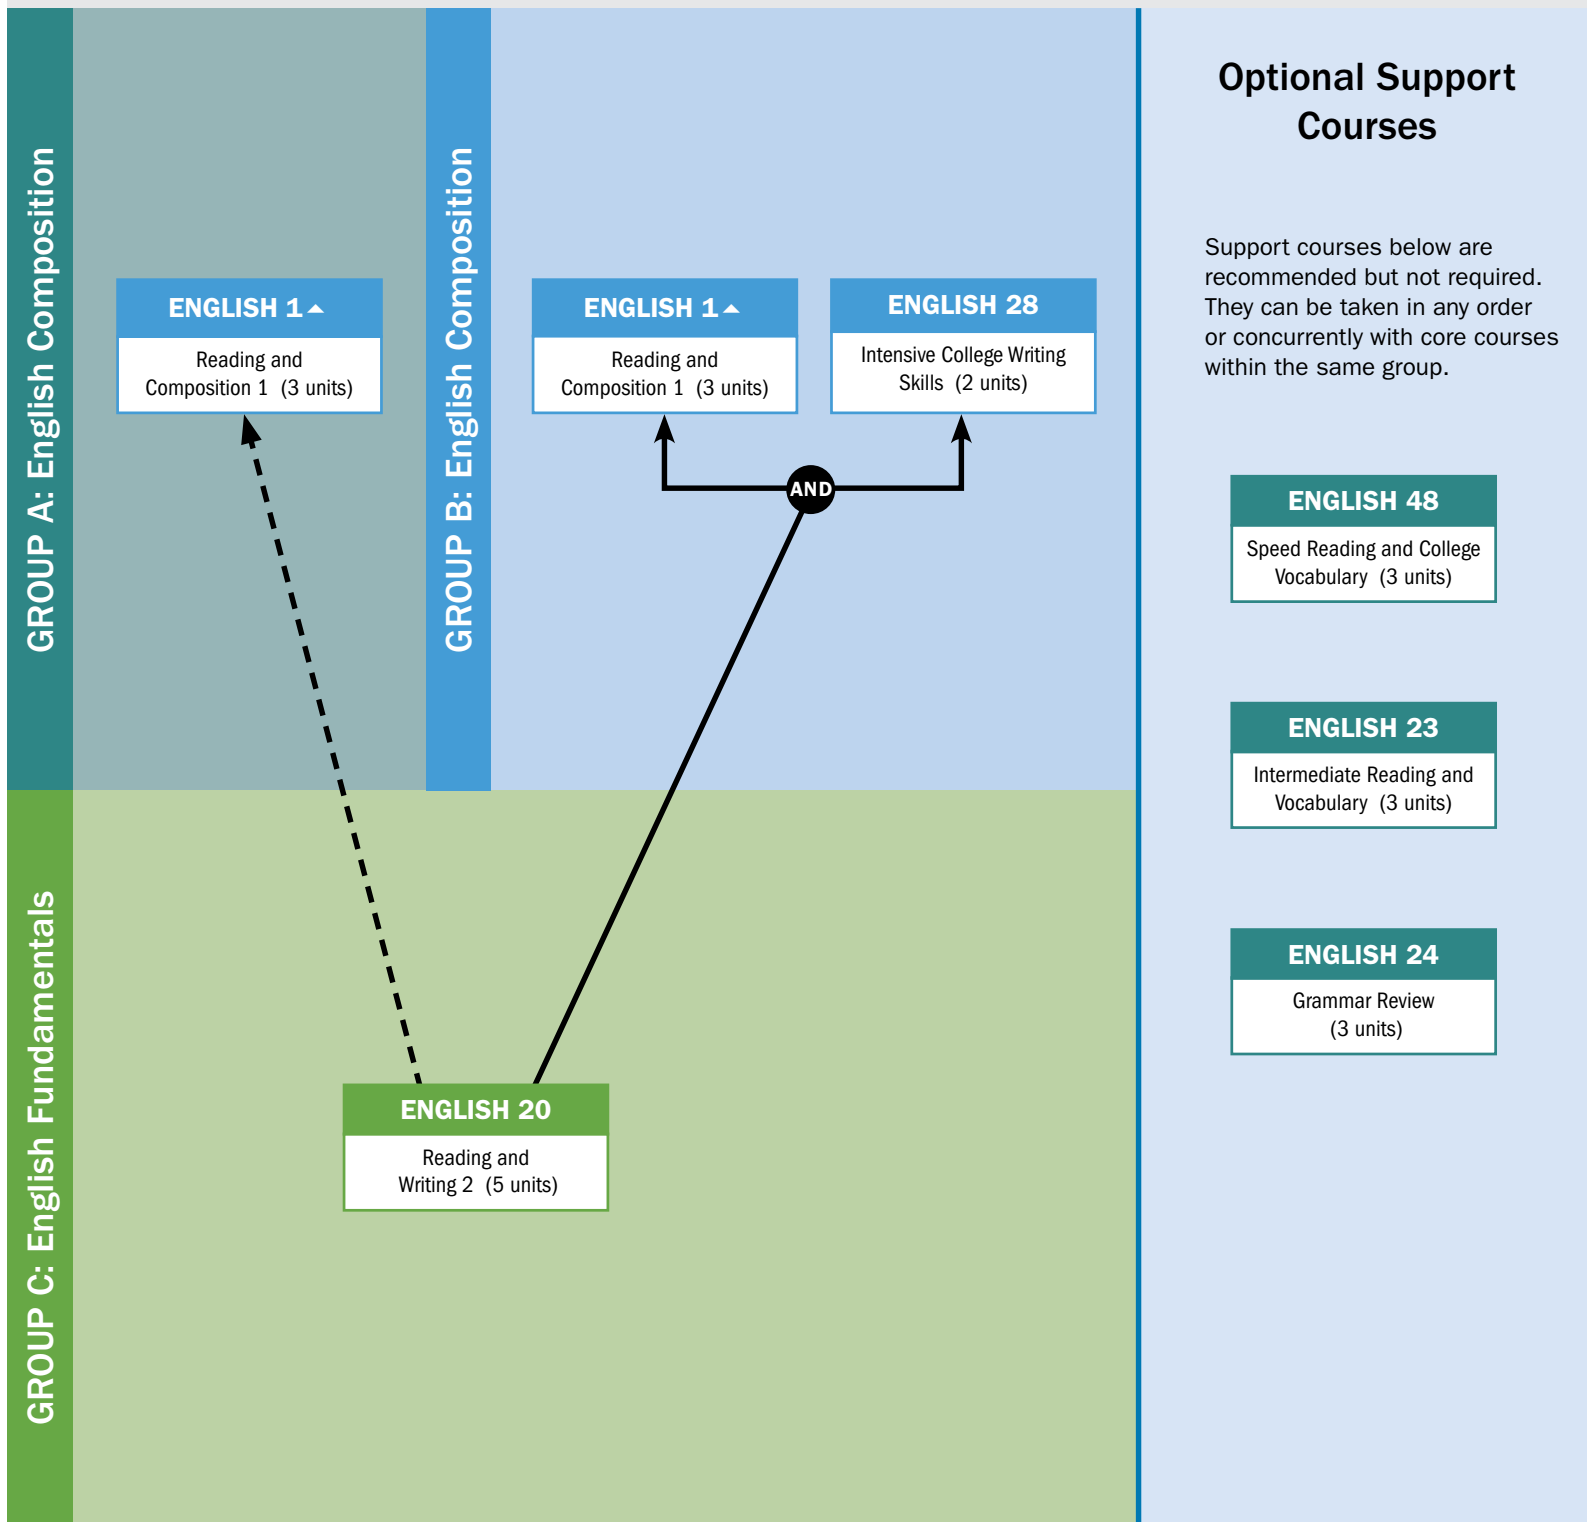 GROUP A: English Composition
ENGLISH 1▲
Reading and
Composition 1 (3 units)
GROUP B: English Composition
ENGLISH 1▲
Reading and
Composition 1 (3 units)
ENGLISH 28
Intensive College Writing
Skills (2 units)
AND
GROUP C: English Fundamentals
ENGLISH 20
Reading and
Writing 2 (5 units)
Optional Support
Courses
Support courses below are
recommended but not required.
They can be taken in any order
or concurrently with core courses
within the same group.
ENGLISH 48
Speed Reading and College
Vocabulary (3 units)
ENGLISH 23
Intermediate Reading and
Vocabulary (3 units)
ENGLISH 24
Grammar Review
(3 units)